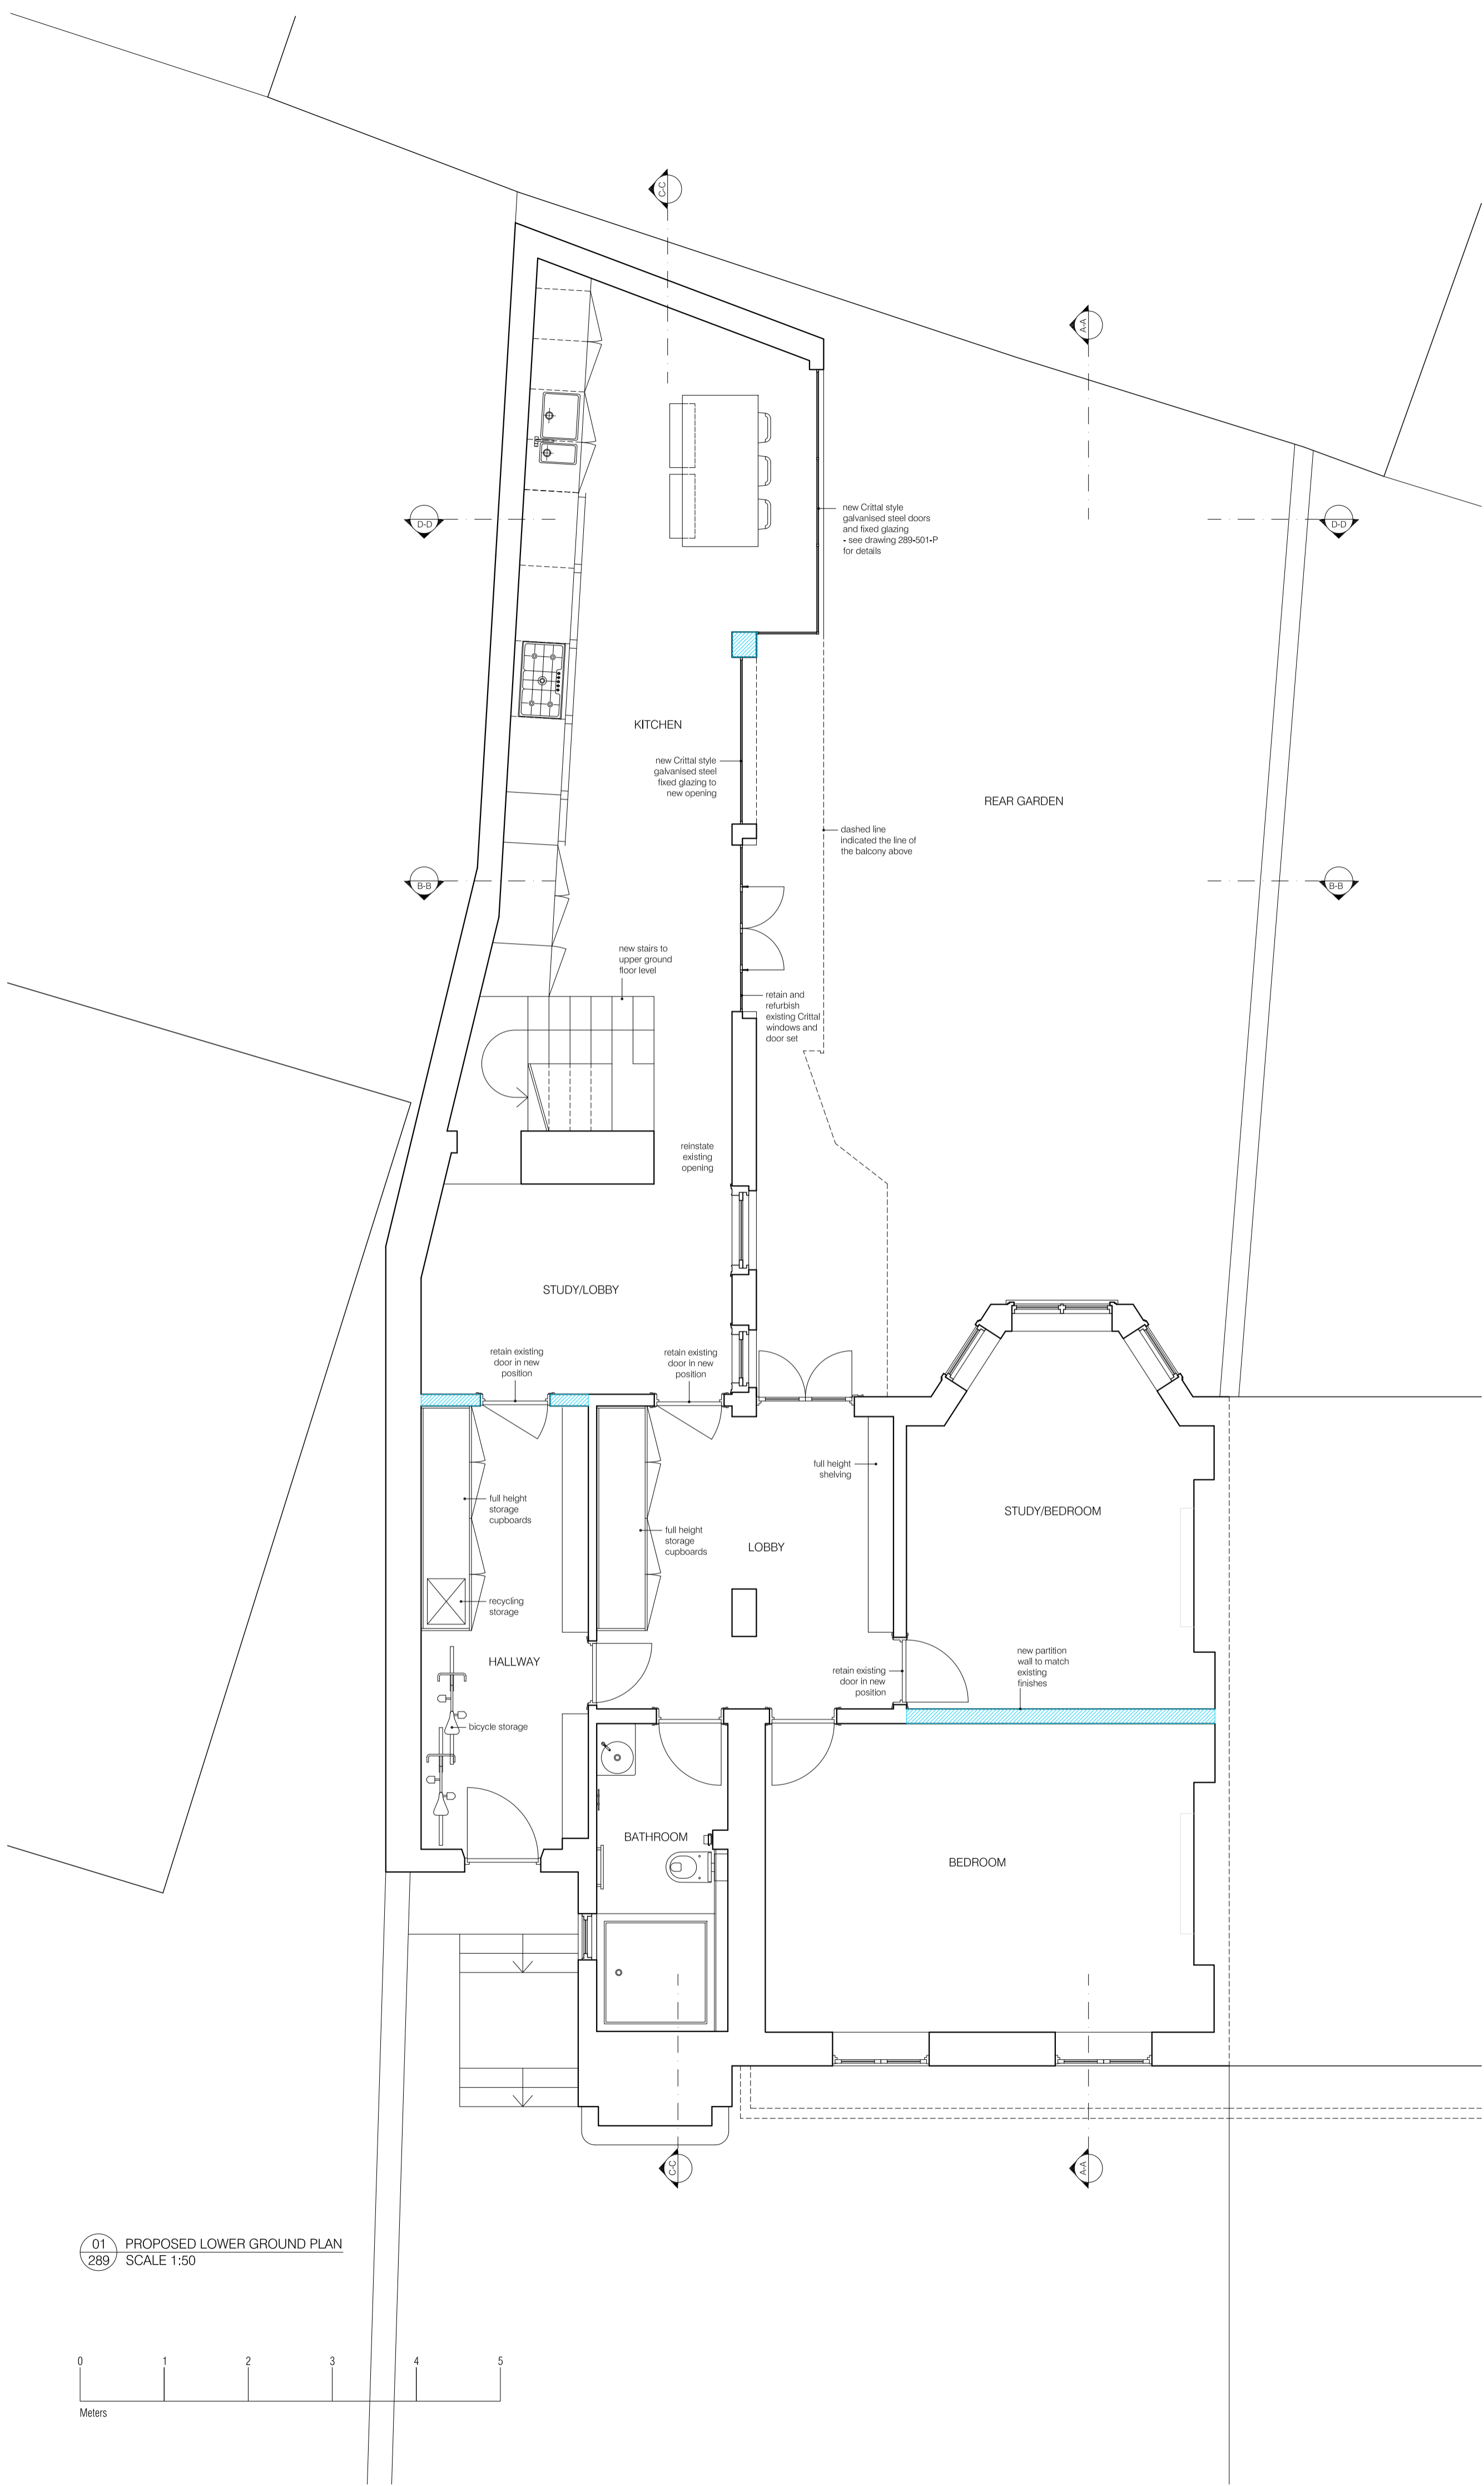 C-C
A-A
new Crittal style
galvanised steel doors
and fixed glazing
- see drawing 289-501-P
for details
D-D
D-D
KITCHEN
new Crittal style
galvanised steel
fixed glazing to
new opening
REAR GARDEN
dashed line
indicated the line of
the balcony above
B-B
B-B
new stairs to
upper ground
floor level
retain and
refurbish
existing Crittal
windows and
door set
reinstate
existing
opening
STUDY/LOBBY
retain existing
door in new
position
retain existing
door in new
position
full height
shelving
full height
storage
cupboards
STUDY/BEDROOM
full height
storage
cupboards
LOBBY
recycling
storage
HALLWAY
retain existing
door in new
position
new partition
wall to match
existing
finishes
bicycle storage
BATHROOM
BEDROOM
C-C
A-A
01
289
PROPOSED LOWER GROUND PLAN
SCALE 1:50
0 1 2 3 4 5
Meters